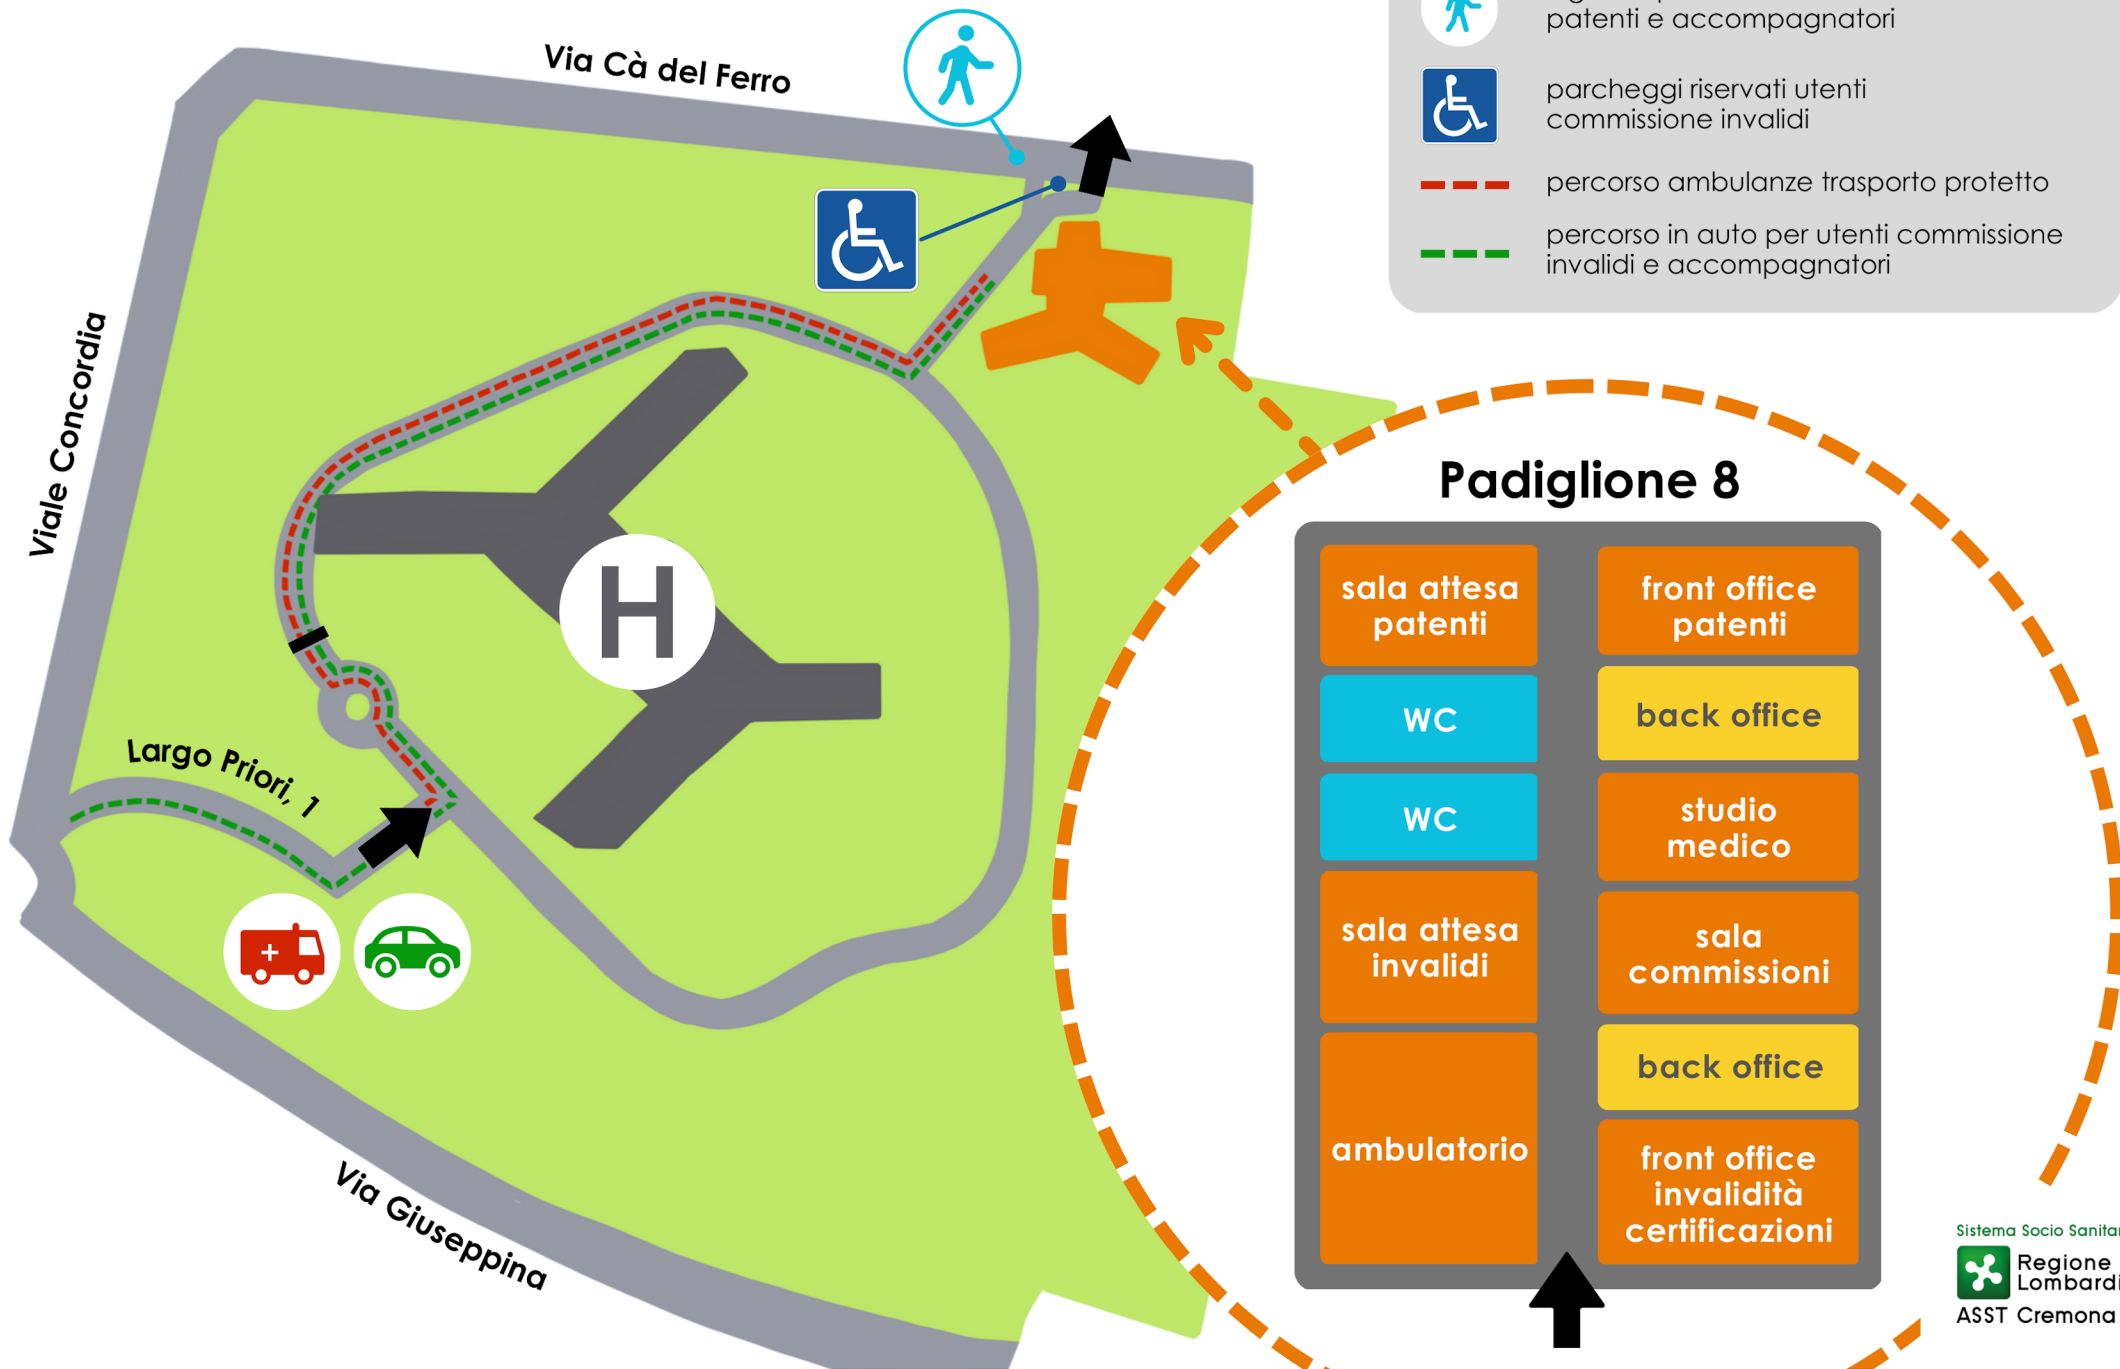 patenti e accompagnatori
parcheggi riservati utenti
commissione invalidi
percorso ambulanze trasporto protetto
percorso in auto per utenti commissione
invalidi e accompagnatori
Via Cà del Ferro
Viale Concordia
Largo Priori, 1
Via Giuseppina
H
Padiglione 8
sala attesa
patenti
front office
patenti
WC
back office
WC
studio
medico
sala attesa
invalidi
sala
commissioni
back office
ambulatorio
front office
invalidità
certificazioni
Sistema Socio
Regione
ASST Cremona